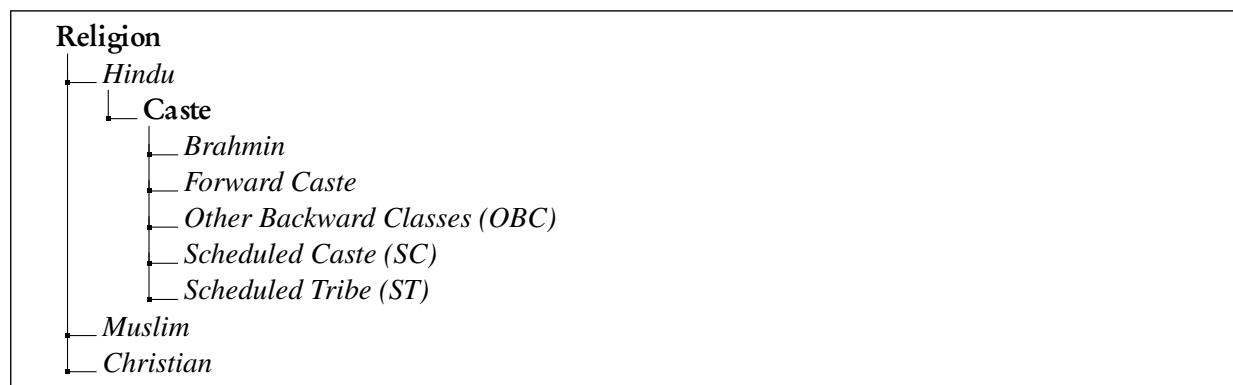 Religion
Hindu
Caste
Brahmin
Forward Caste
Other Backward Classes (OBC)
Scheduled Caste (SC)
Scheduled Tribe (ST)
Muslim
Christian